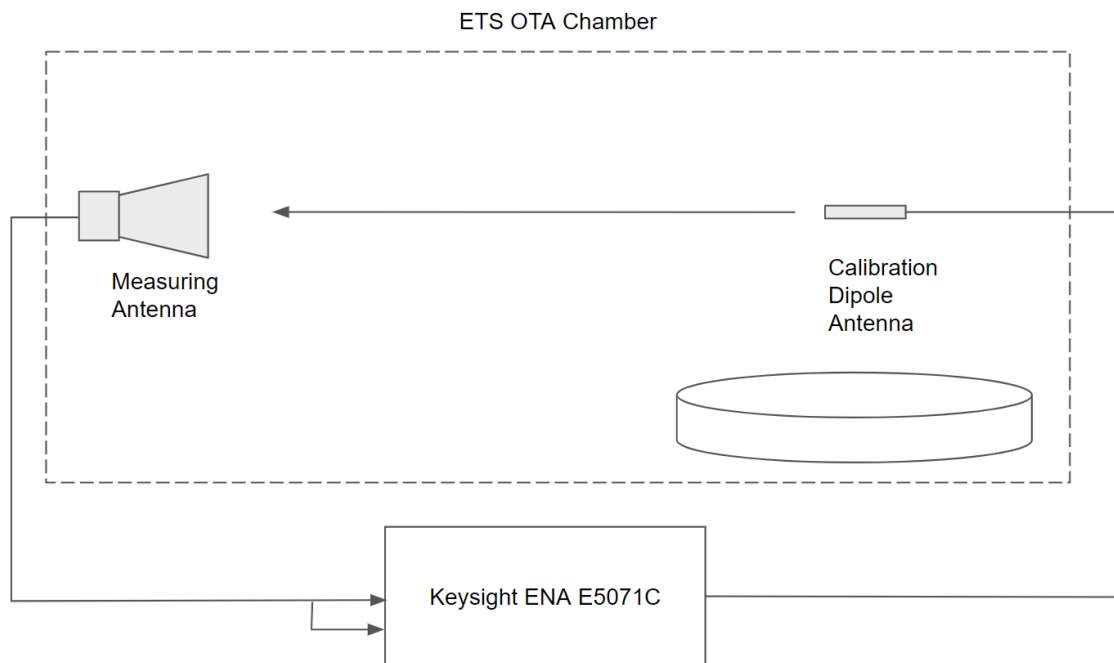 ETS OTA Chamber
Measuring
Antenna
Calibration
Dipole
Antenna
Keysight ENA E5071C